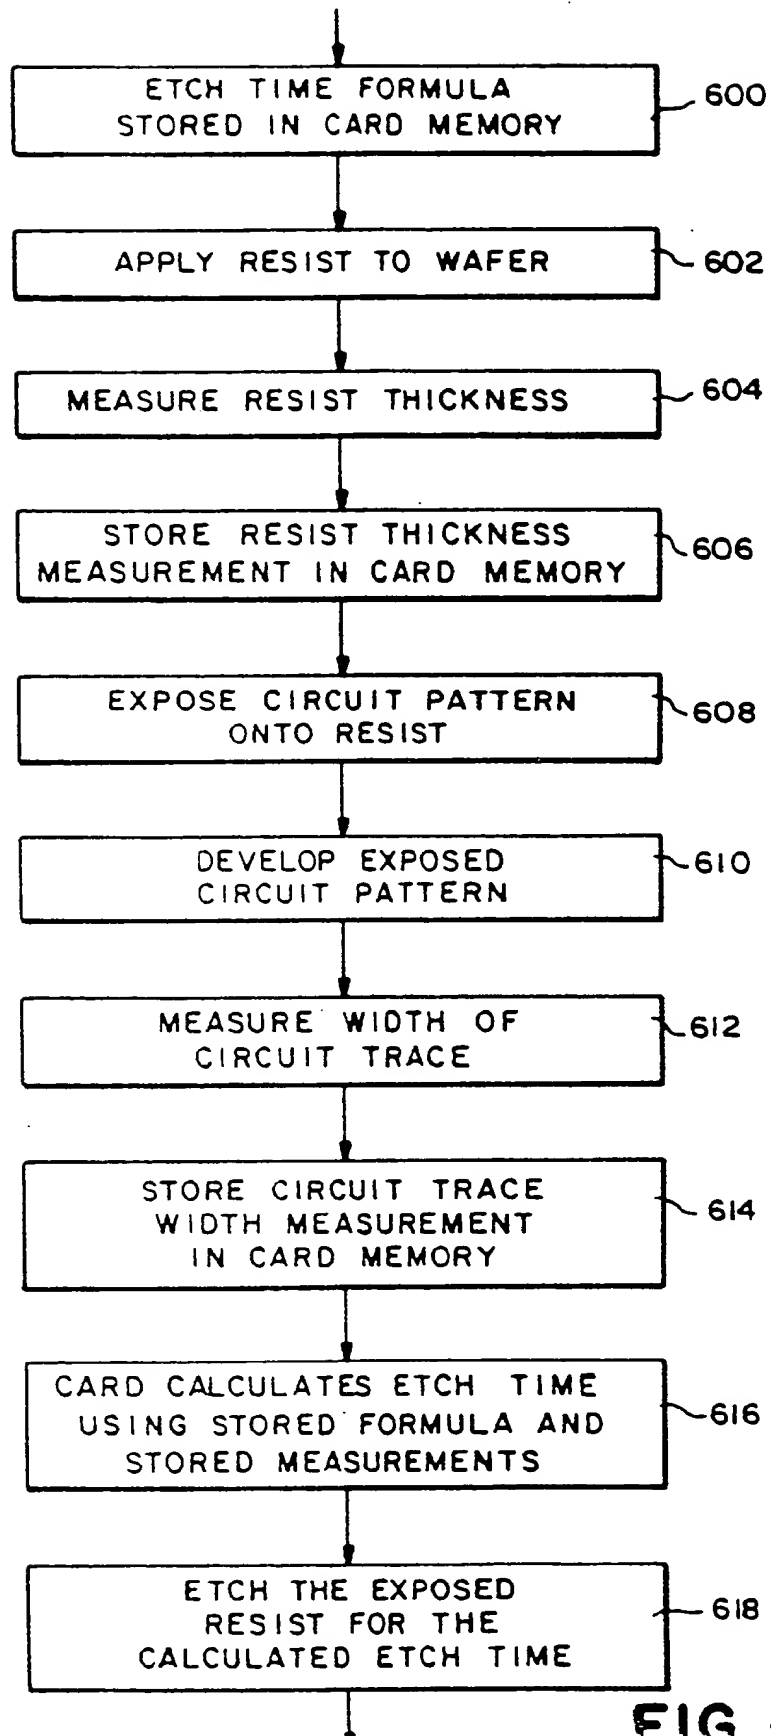 ETCH TIME FORMULA
STORED IN CARD MEMORY
600
APPLY RESIST TO WAFER
602
MEASURE RESIST THICKNESS
604
STORE RESIST THICKNESS
MEASUREMENT IN CARD MEMORY
606
EXPOSE CIRCUIT PATTERN
ONTO RESIST
608
DEVELOP EXPOSED
CIRCUIT PATTERN
610
MEASURE WIDTH OF
CIRCUIT TRACE
612
STORE CIRCUIT TRACE
WIDTH MEASUREMENT
IN CARD MEMORY
614
CARD CALCULATES ETCH TIME
USING STORED FORMULA AND
STORED MEASUREMENTS
616
ETCH THE EXPOSED
RESIST FOR THE
CALCULATED ETCH TIME
618
FIG